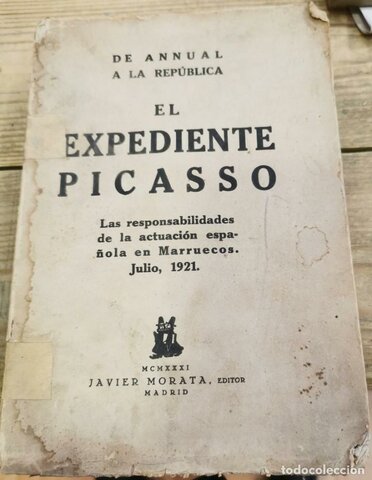 DE ANNUAL
A LA REPÚBLICA
EL
EXPEDIENTE
PICASSO
Las responsabilidades
de la actuación espa-
ñola en Marruecos.
Julio, 1921.
MCMXXXI
JAVIER MORATA, EDITOR
MADRID
todocoleccion